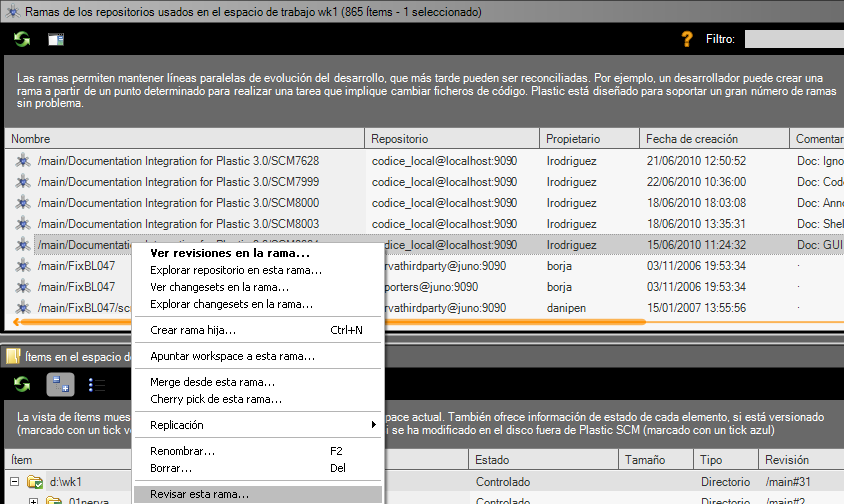 Ramas de los repositorios usados en el espacio de trabajo wk1 (865 Ítems - 1 seleccionado)
? Filtro:
Las ramas permiten mantener líneas paralelas de evolución del desarrollo, que más tarde pueden ser reconciliadas. Por ejemplo, un desarrollador puede crear una
rama a partir de un punto determinado para realizar una tarea que implique cambiar ficheros de código. Plastic está diseñado para soportar un gran número de ramas
sin problema.
Nombre Repositorio Propietario Fecha de creación Comentar
/main/Documentation Integration for Plastic 3.0/SCM7628 codice_local@localhost:9090 lrodriguez 21/06/2010 12:50:52 Doc: Igno
/main/Documentation Integration for Plastic 3.0/SCM7999 codice_local@localhost:9090 lrodriguez 22/06/2010 10:36:00 Doc: Code
/main/Documentation Integration for Plastic 3.0/SCM8000 codice_local@localhost:9090 lrodriguez 18/06/2010 18:03:08 Doc: Anno
/main/Documentation Integration for Plastic 3.0/SCM8003 codice_local@localhost:9090 lrodriguez 18/06/2010 13:35:31 Doc: Shel
/main/Documentation Integration for Plastic 3.0/ codice_local@localhost:9090 lrodriguez 15/06/2010 11:24:32 Doc: GUI
/main/FixBL047 rvathirdparty@juno:9090 borja 03/11/2006 19:53:34 .
/main/FixBL047 porters@juno:9090 borja 03/11/2006 19:53:34 .
/main/FixBL047/scr rvathirdparty@juno:9090 danipen 15/01/2007 13:55:56 .
Ver revisiones en la rama...
Explorar repositorio en esta rama...
Ver changesets en la rama...
Explorar changesets en la rama...
Crear rama hija... Ctrl+N
Apuntar workspace a esta rama...
Merge desde esta rama...
Cherry pick de esta rama...
Replicación
Renombrar... F2
Borrar... Del
Revisar esta rama...
Ítems en el espacio de
La vista de ítems mues pace actual. También ofrece información de estado de cada elemento, si está versionado
(marcado con un tick ve i se ha modificado en el disco fuera de Plastic SCM (marcado con un tick azul)
Ítem Estado Tamaño Tipo Revisión
d:\wk1 Controlado Directorio /main#31
01nerva Controlado Directorio /main#2